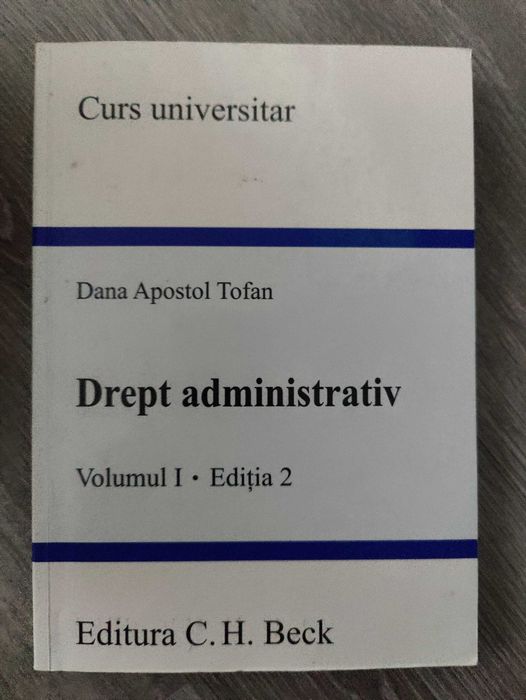 Curs universitar
Dana Apostol Tofan
Drept administrativ
Volumul I • Ediția 2
Editura C. H. Beck